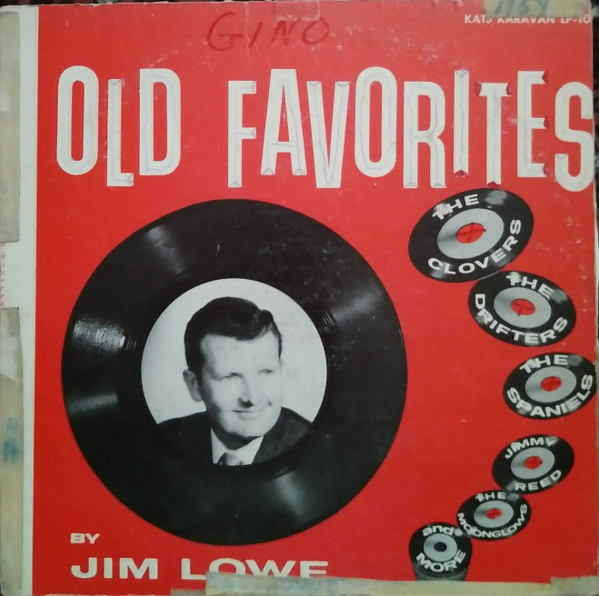 KATS KARAVAN LP-10
1959
GINO
OLD FAVORITES
THE
CLOVERS
THE
DRIFTERS
THE
SPANIELS
JIMMY
REED
THE
MOONGLOWS
and
MORE
BY
JIM LOWE